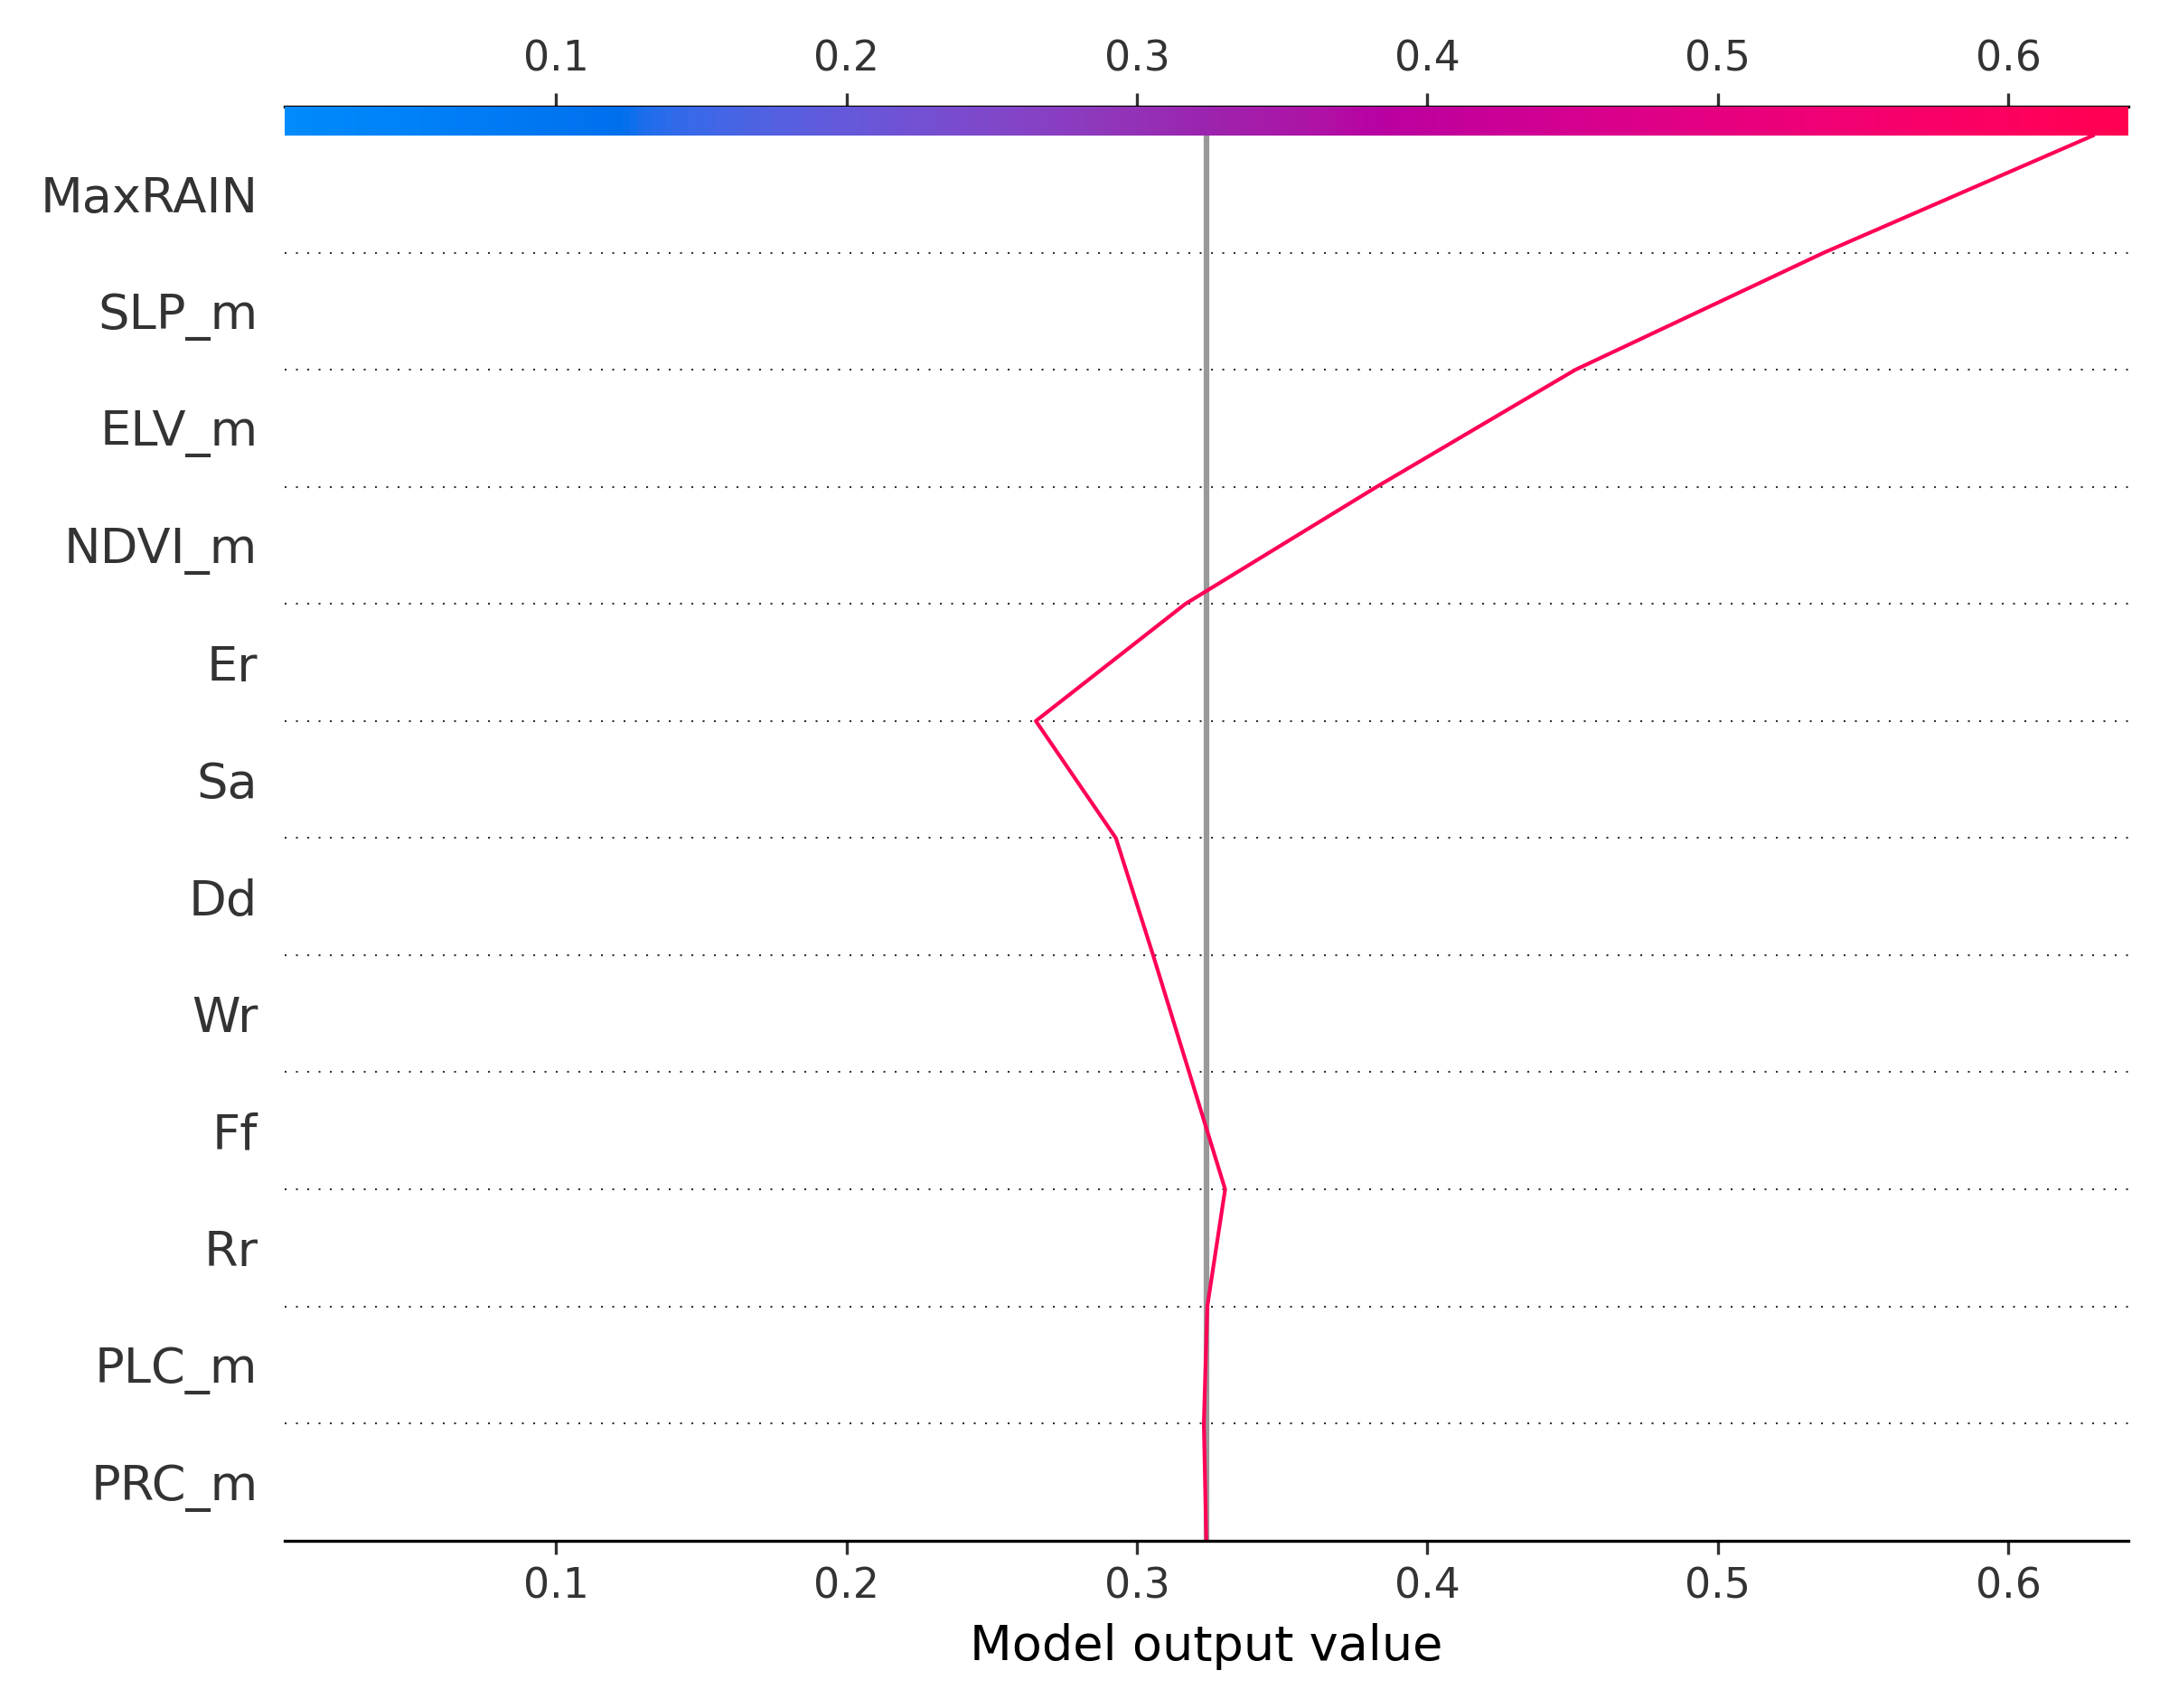 0.1 0.2 0.3 0.4 0.5 0.6
MaxRAIN
SLP_m
ELV_m
NDVI_m
Er
Sa
Dd
Wr
Ff
Rr
PLC_m
PRC_m
0.1 0.2 0.3 0.4 0.5 0.6
Model output value